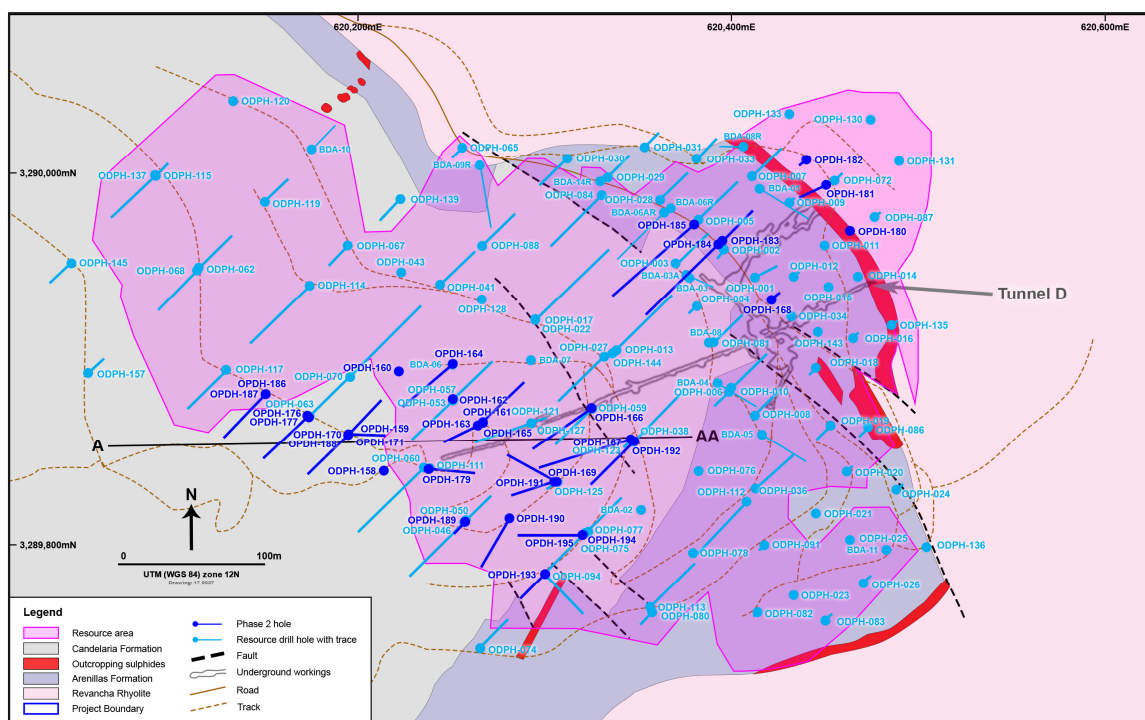 620,200mE
620,400mE
620,600mE
ODPH-120
ODPH-133
ODPH-130
BDA-10
BDA-09R
ODPH-065
ODPH-030
ODPH-031
BDA-08R
ODPH-033
OPDH-182
ODPH-131
3,290,000mN
ODPH-137
ODPH-115
BDA-14R
ODPH-029
ODPH-007
ODPH-072
OPDH-181
ODPH-119
ODPH-139
ODPH-084
ODPH-028
BDA-06R
BDA-06AR
ODPH-009
ODPH-087
OPDH-185
ODPH-005
OPDH-180
ODPH-067
ODPH-088
OPDH-184
OPDH-183
ODPH-002
ODPH-011
ODPH-145
ODPH-068
ODPH-062
ODPH-043
ODPH-003
BDA-03A
ODPH-012
ODPH-014
ODPH-114
ODPH-041
ODPH-128
BDA-03
ODPH-001
ODPH-015
Tunnel D
ODPH-004
OPDH-168
ODPH-017
ODPH-022
ODPH-034
ODPH-135
BDA-08
ODPH-081
ODPH-143
ODPH-016
ODPH-027
ODPH-013
ODPH-144
OPDH-164
BDA-06
BDA-07
ODPH-157
ODPH-117
ODPH-070
OPDH-160
ODPH-018
OPDH-186
OPDH-187
ODPH-057
ODPH-053
OPDH-162
BDA-04
ODPH-006
ODPH-010
ODPH-063
OPDH-176
OPDH-177
OPDH-161
OPDH-163
OPDH-165
ODPH-121
ODPH-127
ODPH-059
OPDH-166
ODPH-008
OPDH-170
OPDH-159
OPDH-188
OPDH-171
OPDH-167
ODPH-038
BDA-05
ODPH-019
ODPH-086
A
AA
ODPH-123
OPDH-192
OPDH-158
ODPH-060
ODPH-111
OPDH-179
OPDH-169
OPDH-191
ODPH-125
ODPH-076
ODPH-020
ODPH-112
ODPH-036
ODPH-024
N
ODPH-050
OPDH-189
ODPH-046
OPDH-190
BDA-02
ODPH-021
3,289,800mN
ODPH-077
OPDH-194
OPDH-195
ODPH-075
ODPH-078
ODPH-091
ODPH-025
BDA-11
ODPH-136
0
100m
UTM (WGS 84) zone 12N
OPDH-193
ODPH-094
ODPH-026
ODPH-023
ODPH-113
ODPH-080
ODPH-082
ODPH-083
ODPH-074
Legend
Resource area
Candelaria Formation
Outcropping sulphides
Arenillas Formation
Revancha Rhyolite
Project Boundary
Phase 2 hole
Resource drill hole with trace
Fault
Underground workings
Road
Track